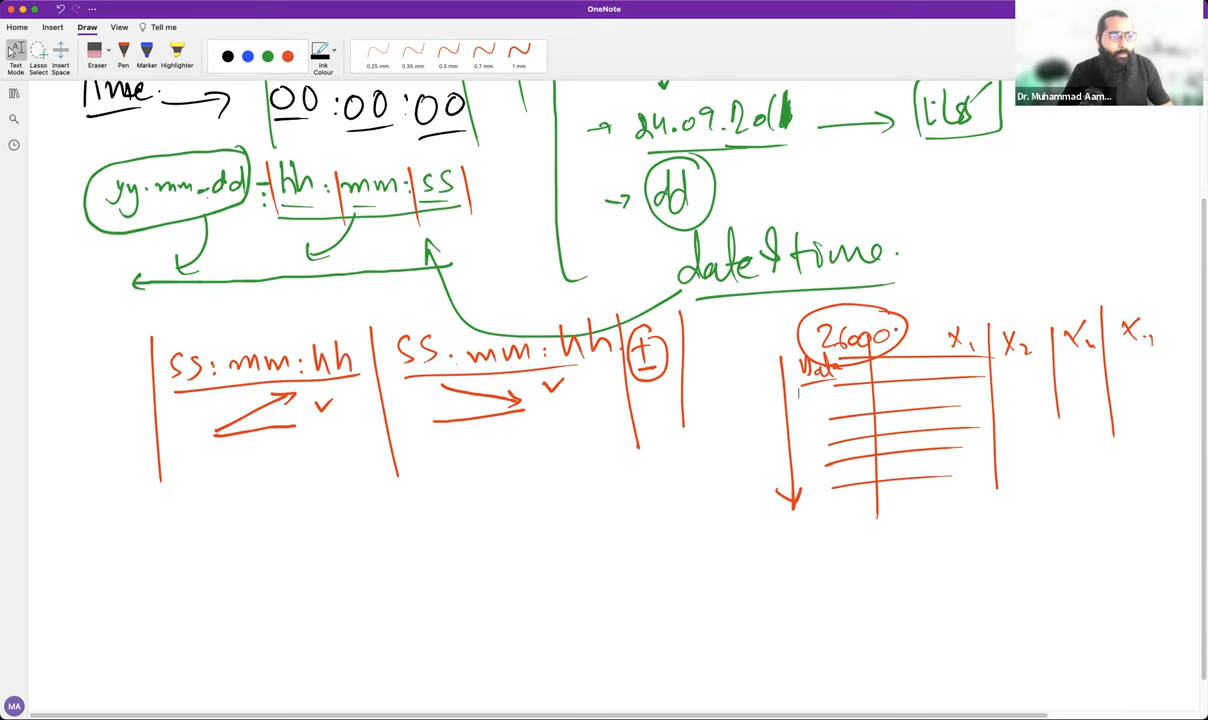 OneNote
Home Insert Draw View Tell me
Text Mode
Lasso Select
Insert Space
Eraser
Pen
Marker
Highlighter
Ink Colour
0.25 mm
0.35 mm
0.5 mm
0.7 mm
1 mm
Dr. Muhammad Aam...
Time. 00 :00 :00
24.09.201
yy.mm.dd : hh : mm : ss
dd
date & time.
ss : mm : hh
ss : mm : hh
±
26000
X1 X2 X3
MA